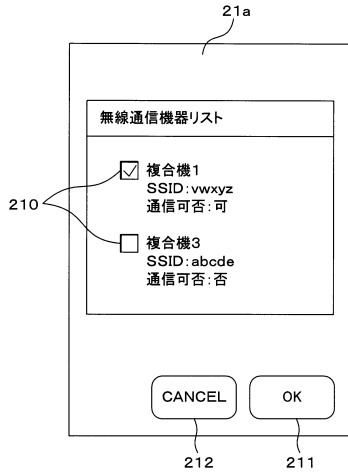 21a
無線通信機器リスト
複合機1
SSID:vwxyz
通信可否:可
210
複合機3
SSID:abcde
通信可否:否
CANCEL
OK
212
211